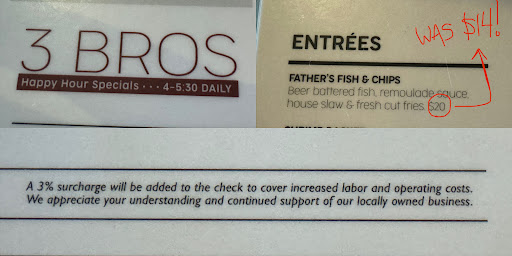 3 BROS
Happy Hour Specials · · · 4-5:30 DAILY
ENTRÉES
WAS $14!
FATHER'S FISH & CHIPS
Beer battered fish, remoulade sauce,
house slaw & fresh cut fries $20
A 3% surcharge will be added to the check to cover increased labor and operating costs.
We appreciate your understanding and continued support of our locally owned business.